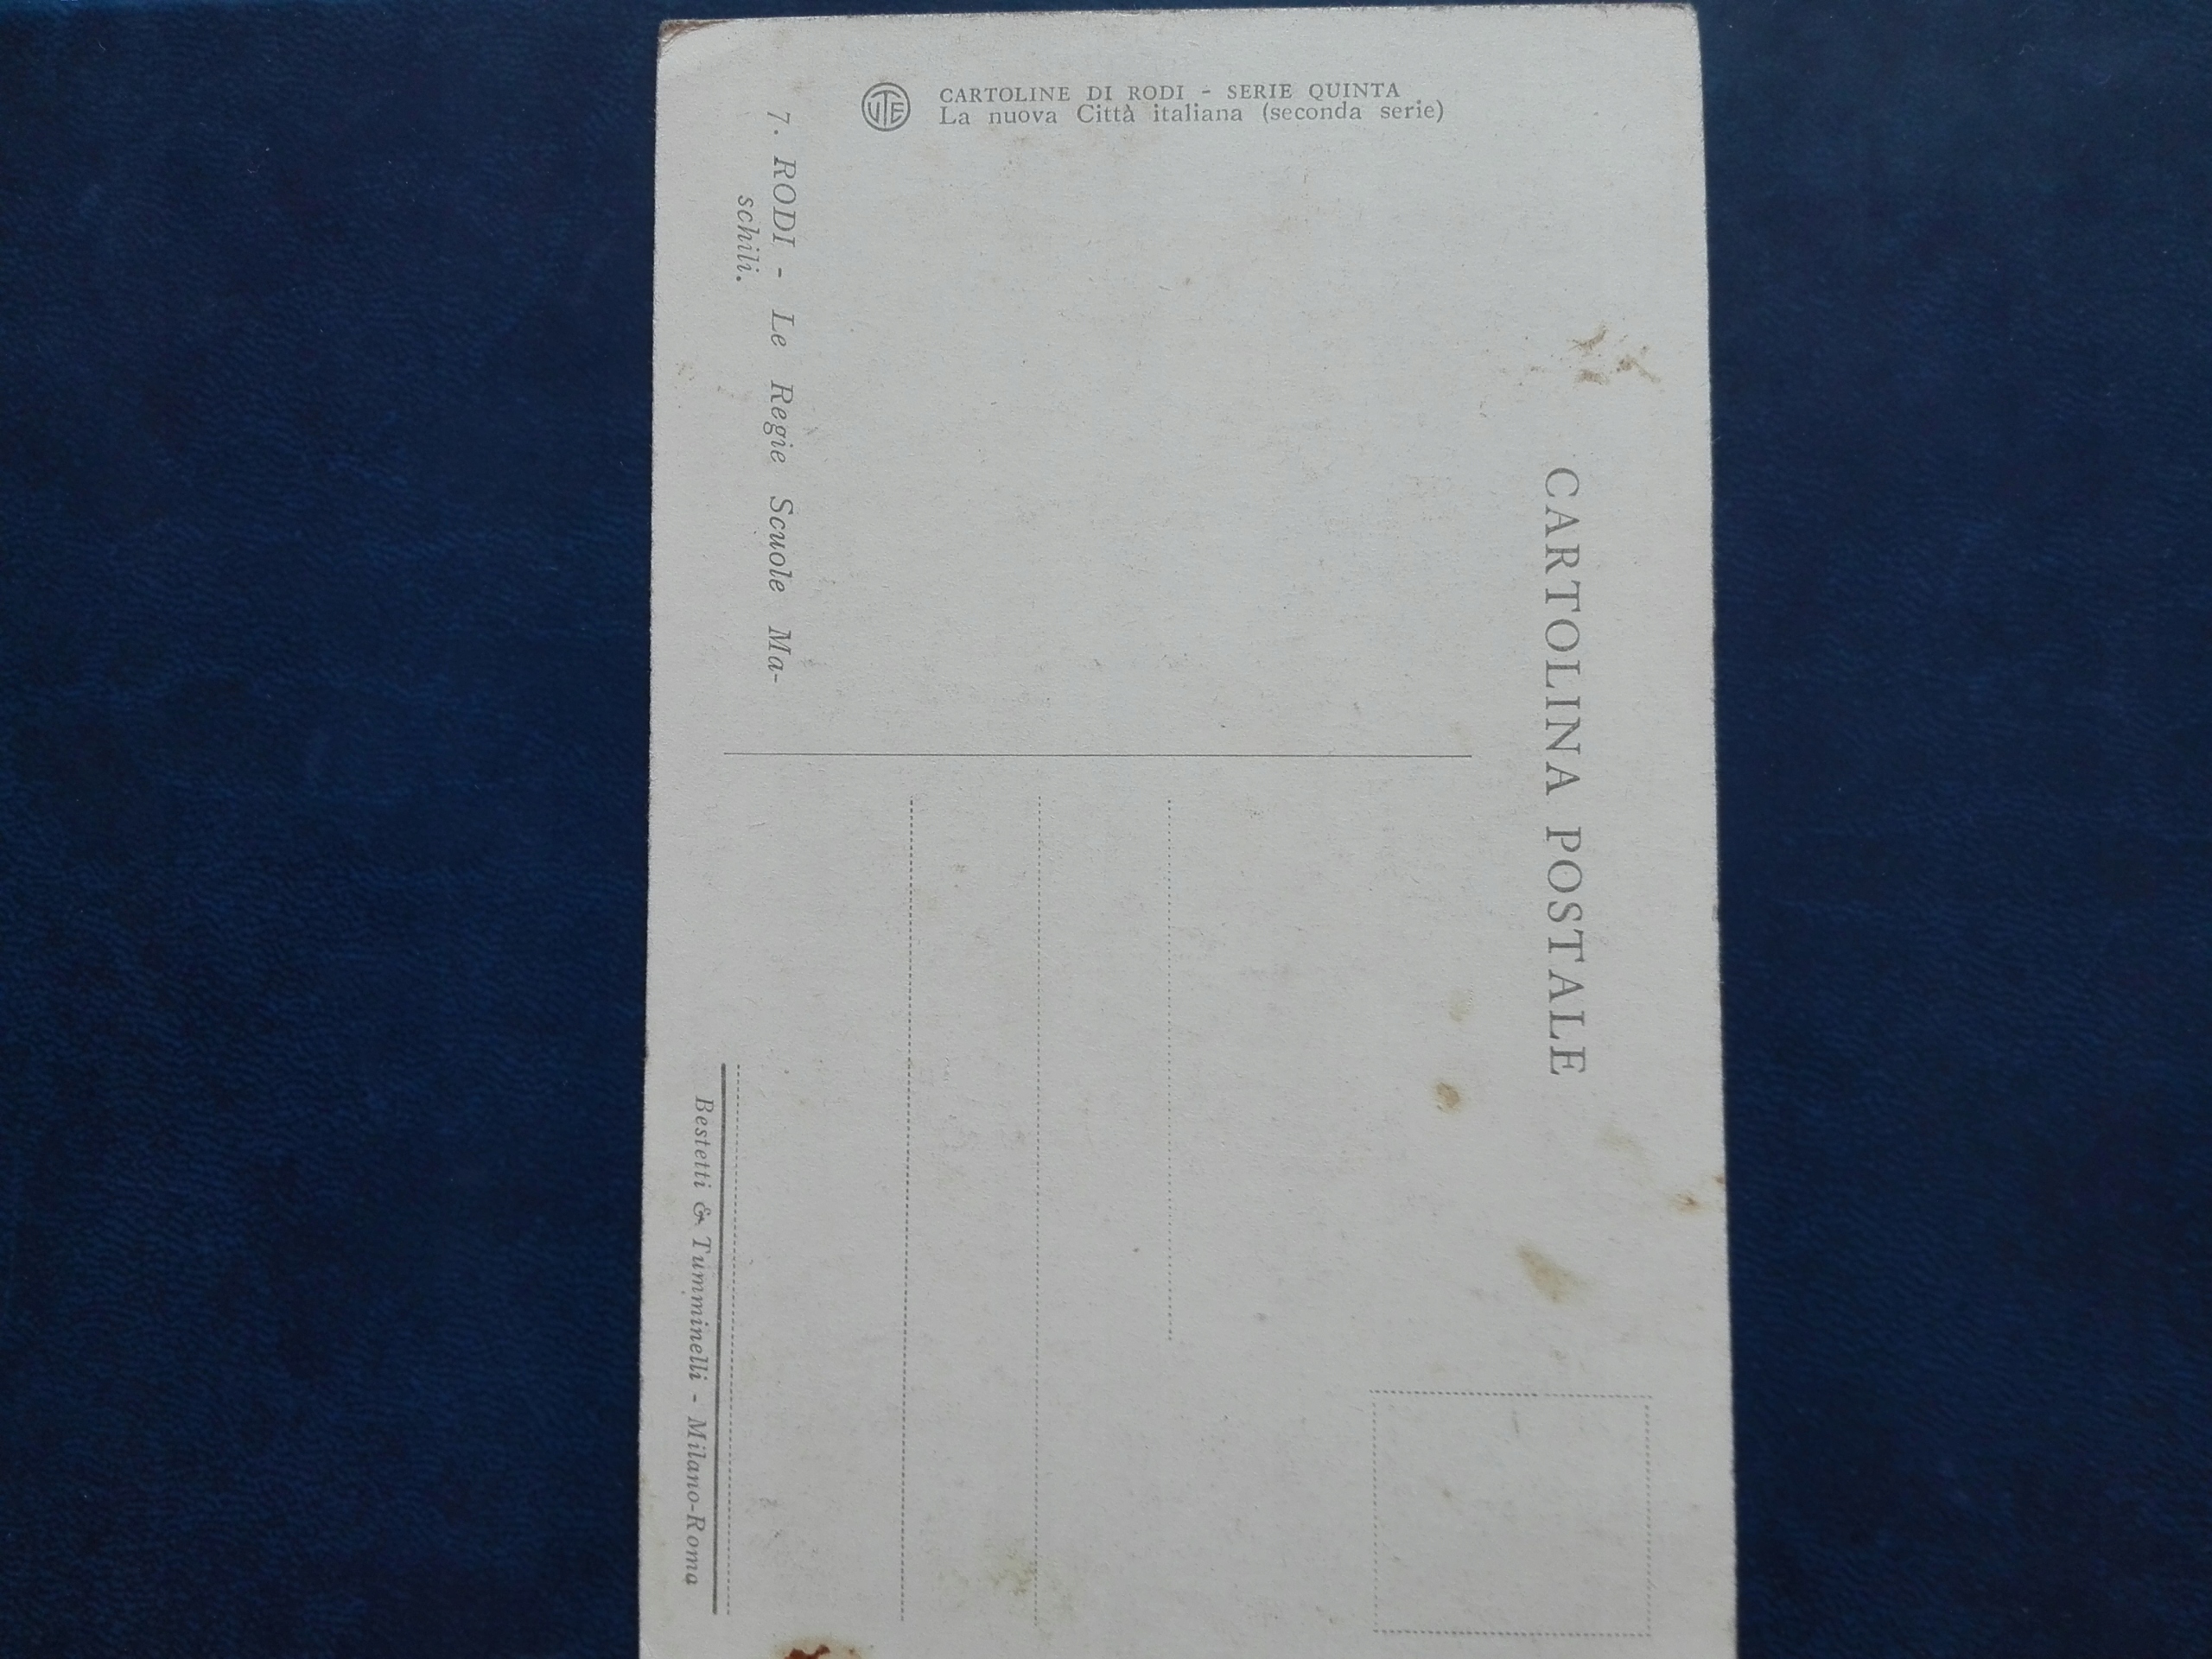 CARTOLINA POSTALE
UTE
CARTOLINE DI RODI - SERIE QUINTA
La nuova Città italiana (seconda serie)
7. RODI - Le Regie Scuole Ma-
schili.
Bestetti & Tumminelli - Milano-Roma